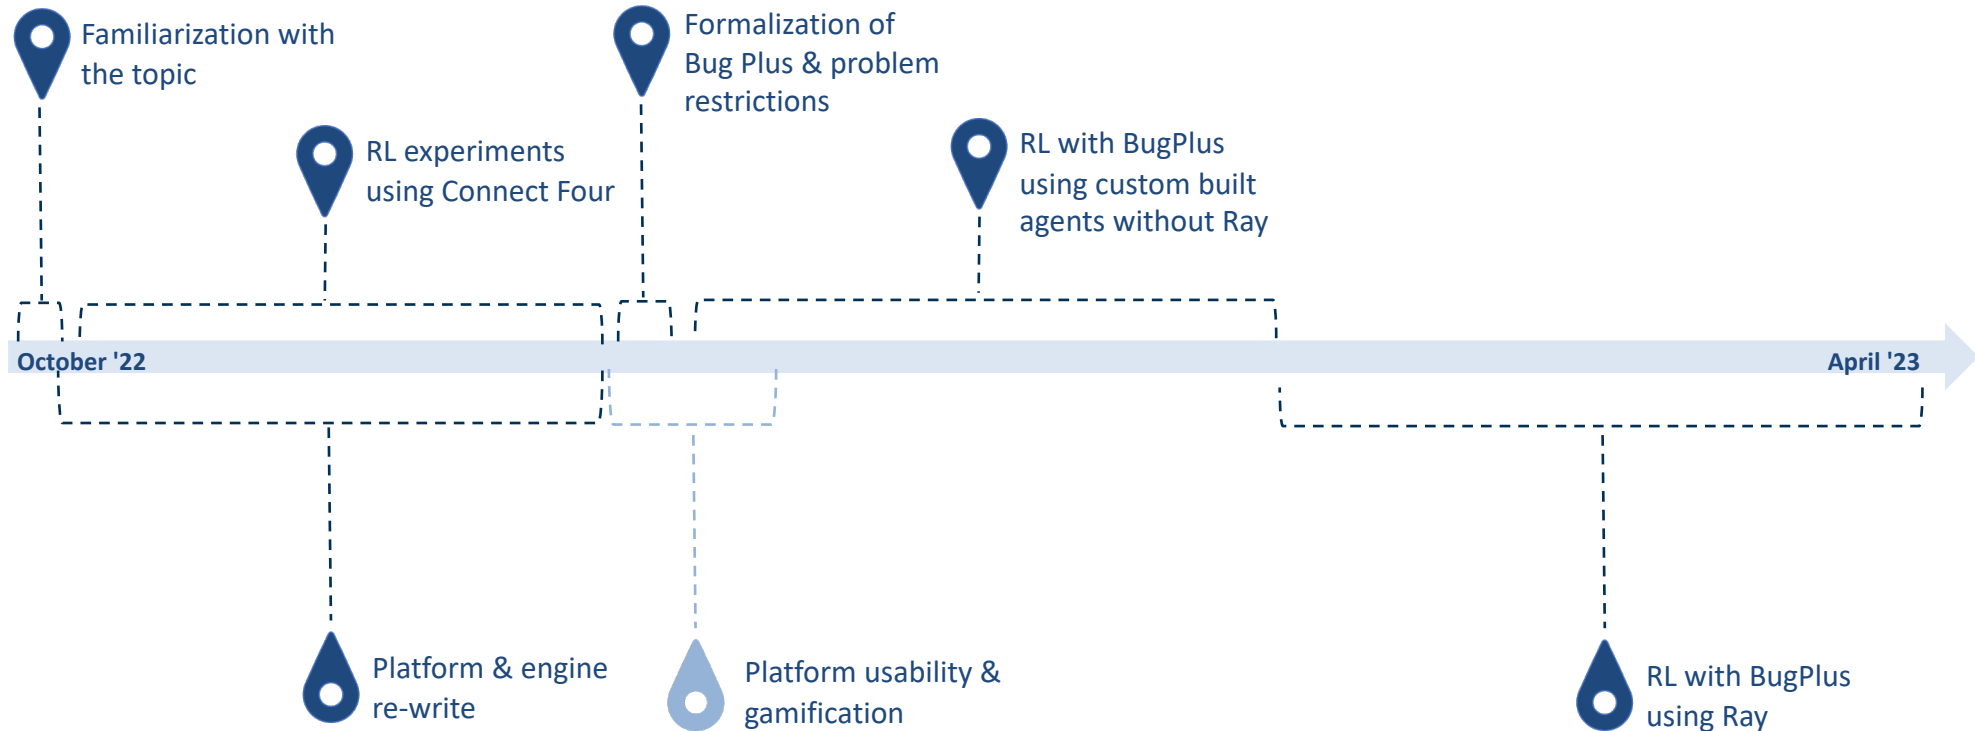 Familiarization with
the topic
Formalization of
Bug Plus & problem
restrictions
RL experiments
using Connect Four
RL with BugPlus
using custom built
agents without Ray
October '22
April '23
Platform & engine
re-write
Platform usability &
gamification
RL with BugPlus
using Ray